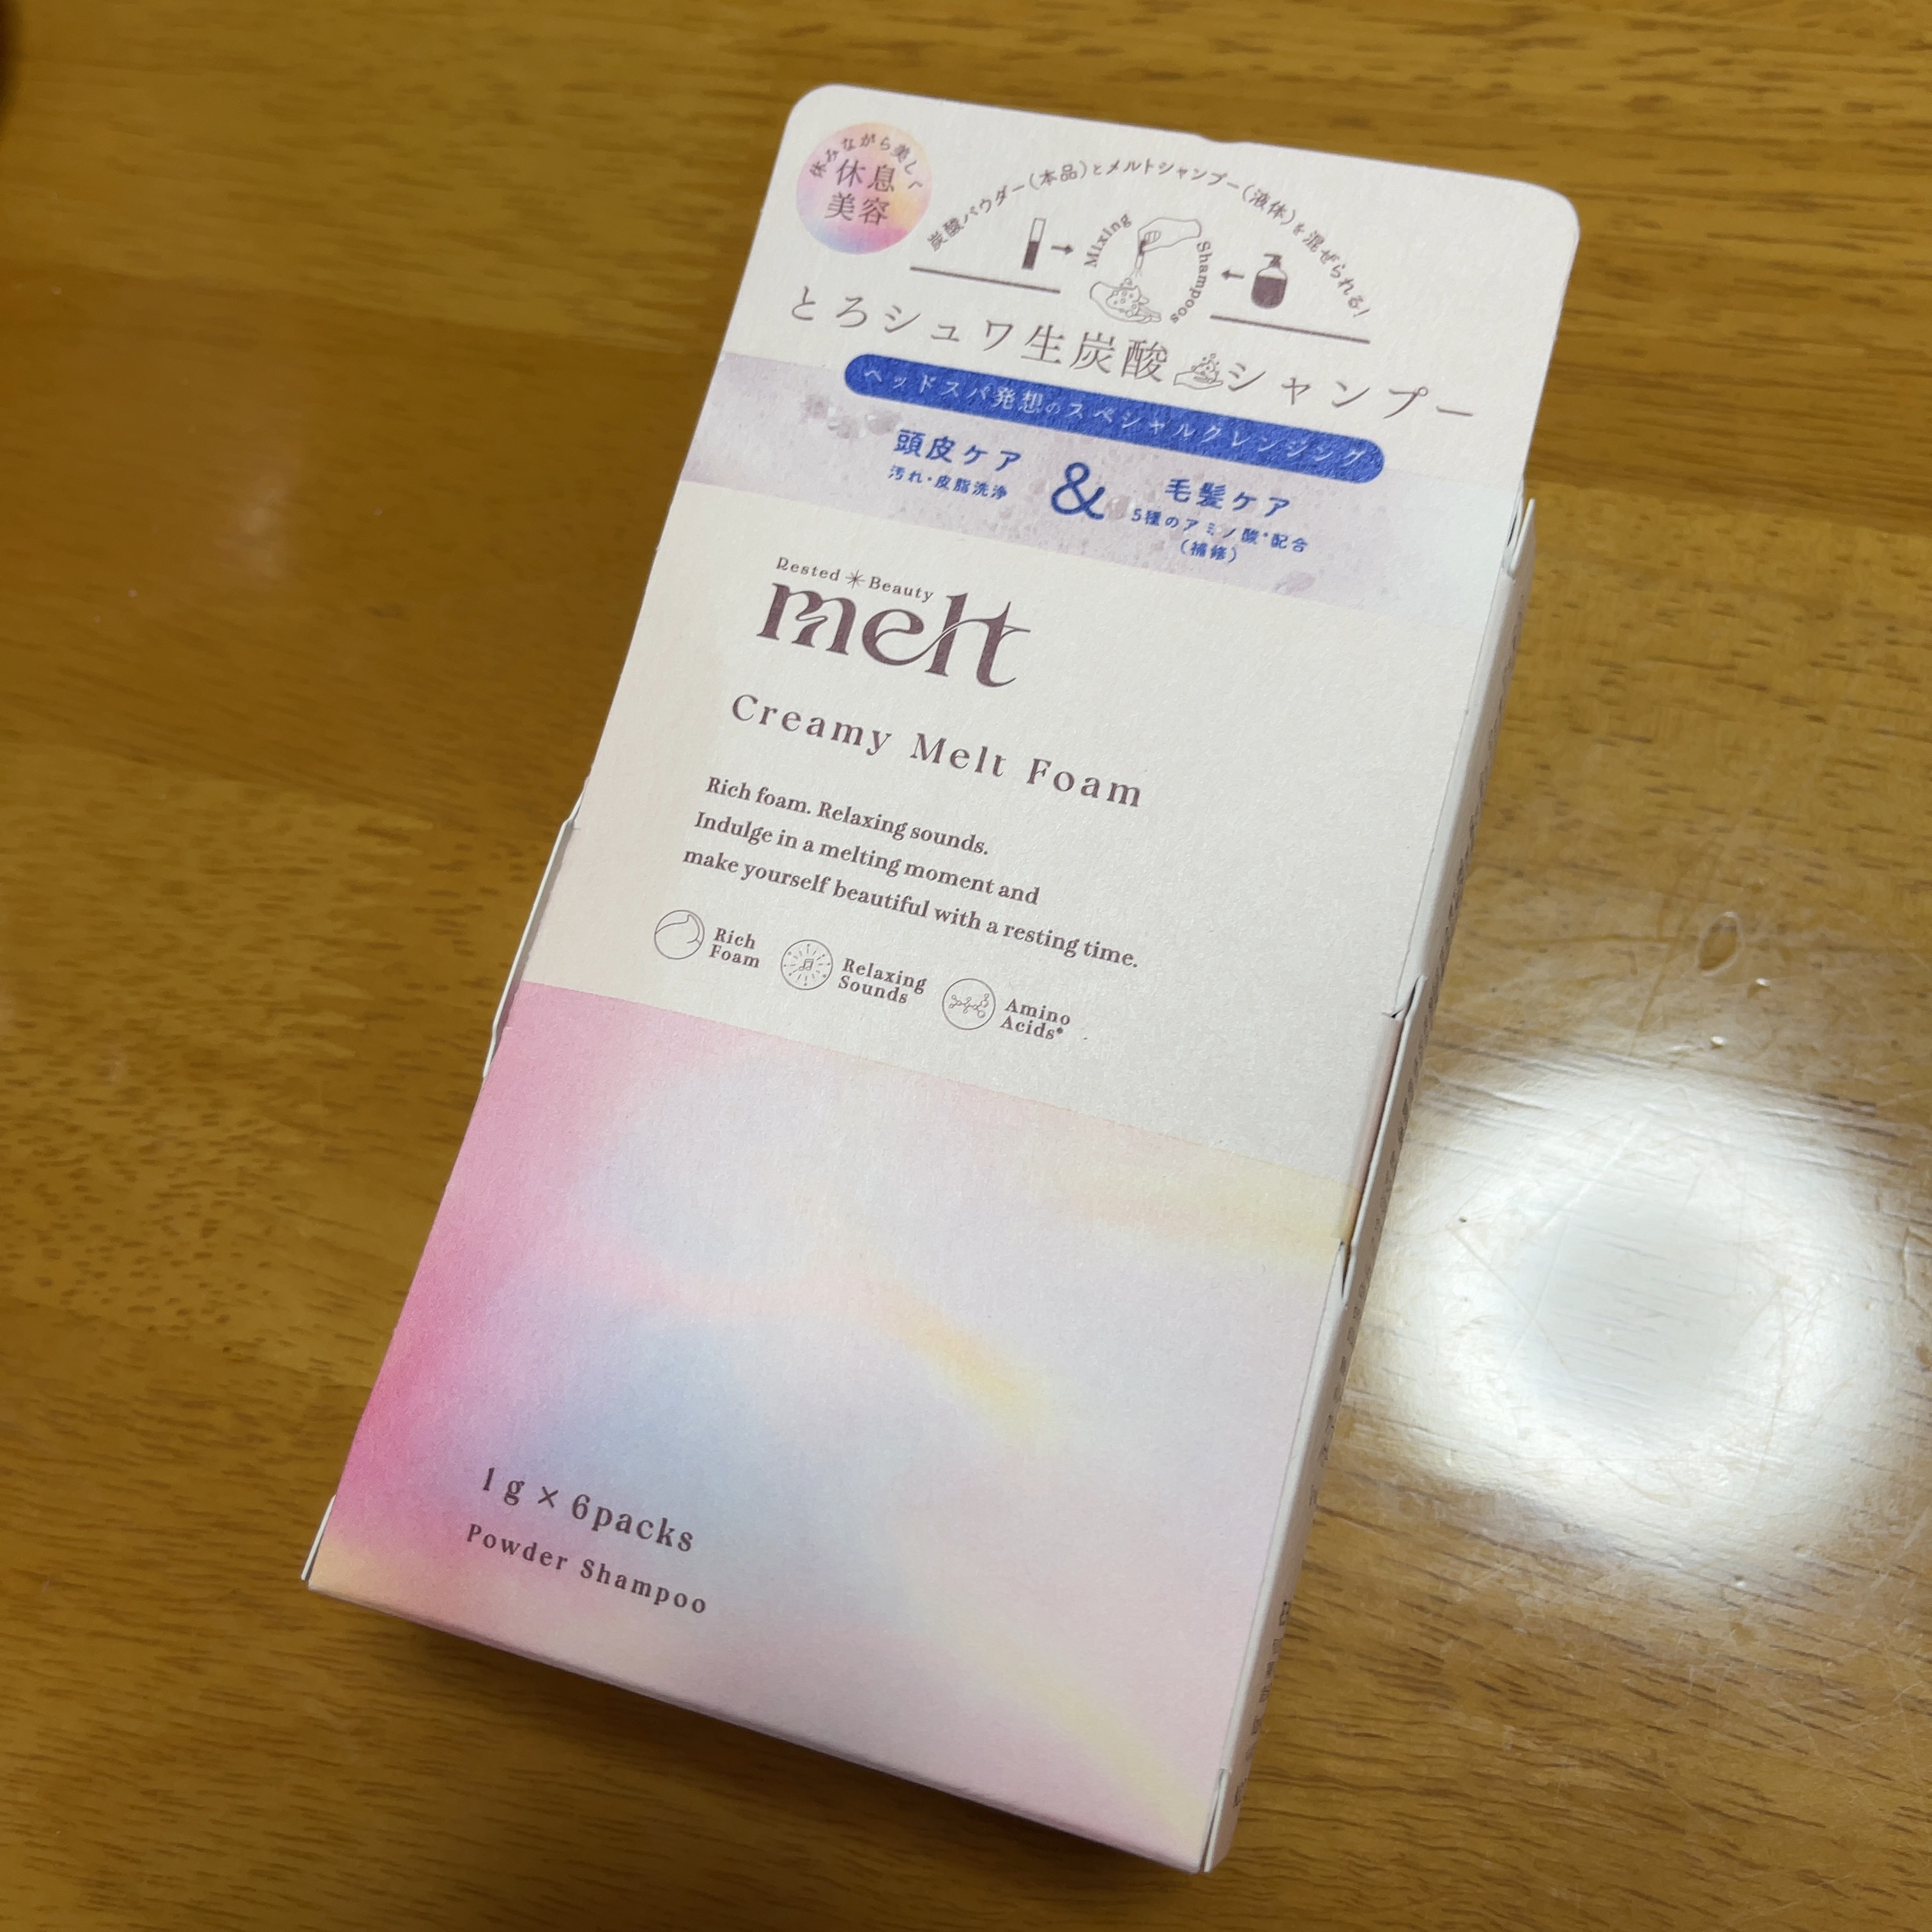 休みながら美しく
休息
美容
炭酸パウダー(本品)とメルトシャンプー(液体)を混ぜられる!
Mixing
Shampoos
とろシュワ生炭酸シャンプー
ヘッドスパ発想のスペシャルクレンジング
頭皮ケア
汚れ・皮脂洗浄
&
毛髪ケア
5種のアミノ酸*配合
(補修)
Rested Beauty
melt
Creamy Melt Foam
Rich foam. Relaxing sounds.
Indulge in a melting moment and
make yourself beautiful with a resting time.
Rich
Foam
Relaxing
Sounds
Amino
Acids*
1 g × 6packs
Powder Shampoo